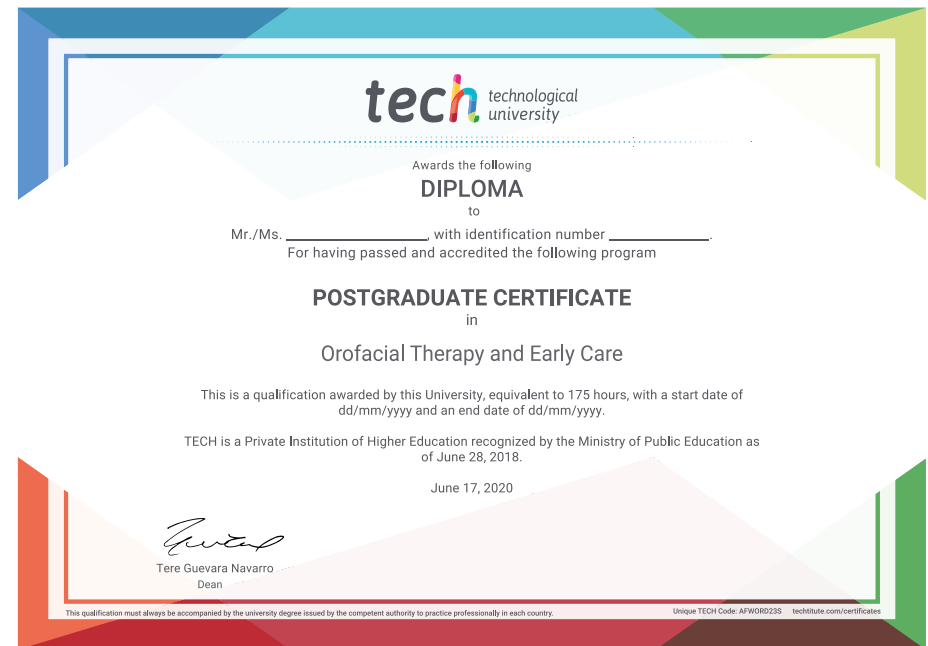 tech technological
university
Awards the following
DIPLOMA
to
Mr./Ms. ____________________, with identification number ______________.
For having passed and accredited the following program
POSTGRADUATE CERTIFICATE
in
Orofacial Therapy and Early Care
This is a qualification awarded by this University, equivalent to 175 hours, with a start date of
dd/mm/yyyy and an end date of dd/mm/yyyy.
TECH is a Private Institution of Higher Education recognized by the Ministry of Public Education as
of June 28, 2018.
June 17, 2020
Tere Guevara Navarro
Dean
This qualification must always be accompanied by the university degree issued by the competent authority to practice professionally in each country.
Unique TECH Code: AFWORD23S techtitute.com/certificates